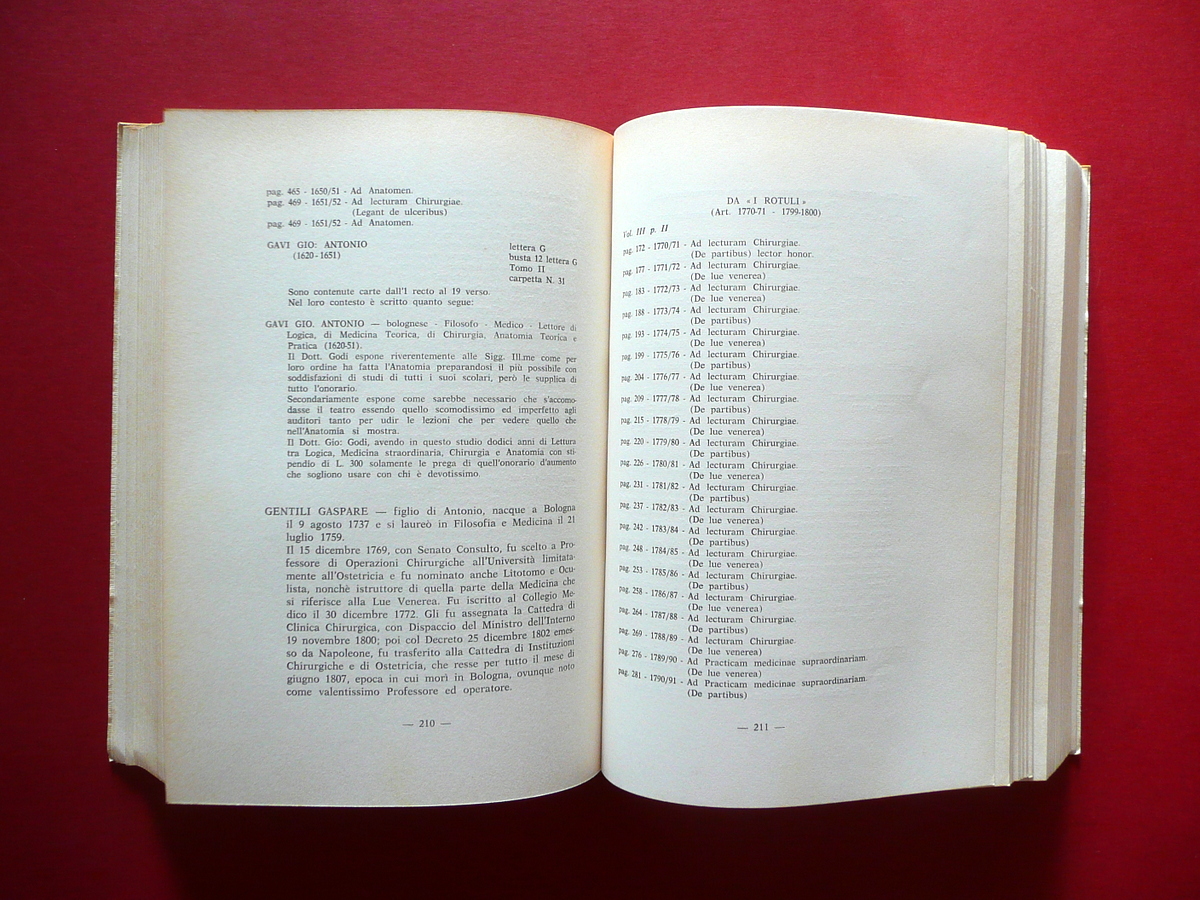 pag. 465 - 1650/51 - Ad Anatomen.
pag. 469 - 1651/52 - Ad lecturam Chirurgiae.
(Legant de ulceribus)
pag. 469 - 1651/52 - Ad Anatomen.
GAVI GIO: ANTONIO
(1620-1651)
lettera G
busta 12 lettera G
Tomo II
carpetta N. 31
Sono contenute carte dall'1 recto al 19 verso.
Nel loro contesto è scritto quanto segue:
GAVI GIO. ANTONIO — bolognese - Filosofo - Medico - Lettore di
Logica, di Medicina Teorica, di Chirurgia, Anatomia Teorica e
Pratica (1620-51).
Il Dott. Godi espone riverentemente alle Sigg. Ill.me come per
loro ordine ha fatta l'Anatomia preparandosi il più possibile con
soddisfazioni di studi di tutti i suoi scolari, però le supplica di
tutto l'onorario.
Secondariamente espone come sarebbe necessario che s'accomo-
dasse il teatro essendo quello scomodissimo ed imperfetto agli
auditori tanto per udir le lezioni che per vedere quello che
nell'Anatomia si mostra.
Il Dott. Gio: Godi, avendo in questo studio dodici anni di Lettura
tra Logica, Medicina straordinaria, Chirurgia e Anatomia con sti-
pendio di L. 300 solamente le prega di quell'onorario d'aumento
che sogliono usare con chi è devotissimo.
GENTILI GASPARE — figlio di Antonio, nacque a Bologna
il 9 agosto 1737 e si laureò in Filosofia e Medicina il 21
luglio 1759.
Il 15 dicembre 1769, con Senato Consulto, fu scelto a Pro-
fessore di Operazioni Chirurgiche all'Università limitata-
mente all'Ostetricia e fu nominato anche Litotomo e Ocu-
lista, nonchè istruttore di quella parte della Medicina che
si riferisce alla Lue Venerea. Fu iscritto al Collegio Me-
dico il 30 dicembre 1772. Gli fu assegnata la Cattedra di
Clinica Chirurgica, con Dispaccio del Ministro dell'Interno
19 novembre 1800; poi col Decreto 25 dicembre 1802 emes-
so da Napoleone, fu trasferito alla Cattedra di Instituzioni
Chirurgiche e di Ostetricia, che resse per tutto il mese di
giugno 1807, epoca in cui morì in Bologna, ovunque noto
come valentissimo Professore ed operatore.
— 210 —
DA « I ROTULI »
(Art. 1770-71 - 1799-1800)
Vol. III p. II
pag. 172 - 1770/71 - Ad lecturam Chirurgiae.
(De partibus) lector honor.
pag. 177 - 1771/72 - Ad lecturam Chirurgiae.
(De lue venerea)
pag. 183 - 1772/73 - Ad lecturam Chirurgiae.
(De lue venerea)
pag. 188 - 1773/74 - Ad lecturam Chirurgiae.
(De partibus)
pag. 193 - 1774/75 - Ad lecturam Chirurgiae.
(De lue venerea)
pag. 199 - 1775/76 - Ad lecturam Chirurgiae.
(De partibus)
pag. 204 - 1776/77 - Ad lecturam Chirurgiae.
(De lue venerea)
pag. 209 - 1777/78 - Ad lecturam Chirurgiae.
(De partibus)
pag. 215 - 1778/79 - Ad lecturam Chirurgiae.
(De lue venerea)
pag. 220 - 1779/80 - Ad lecturam Chirurgiae.
(De partibus)
pag. 226 - 1780/81 - Ad lecturam Chirurgiae.
(De lue venerea)
pag. 231 - 1781/82 - Ad lecturam Chirurgiae.
(De partibus)
pag. 237 - 1782/83 - Ad lecturam Chirurgiae.
(De lue venerea)
pag. 242 - 1783/84 - Ad lecturam Chirurgiae.
(De partibus)
pag. 248 - 1784/85 - Ad lecturam Chirurgiae.
(De lue venerea)
pag. 253 - 1785/86 - Ad lecturam Chirurgiae.
(De partibus)
pag. 258 - 1786/87 - Ad lecturam Chirurgiae.
(De lue venerea)
pag. 264 - 1787/88 - Ad lecturam Chirurgiae.
(De partibus)
pag. 269 - 1788/89 - Ad lecturam Chirurgiae.
(De lue venerea)
pag. 276 - 1789/90 - Ad Practicam medicinae supraordinariam.
(De lue venerea)
pag. 281 - 1790/91 - Ad Practicam medicinae supraordinariam.
(De partibus)
— 211 —